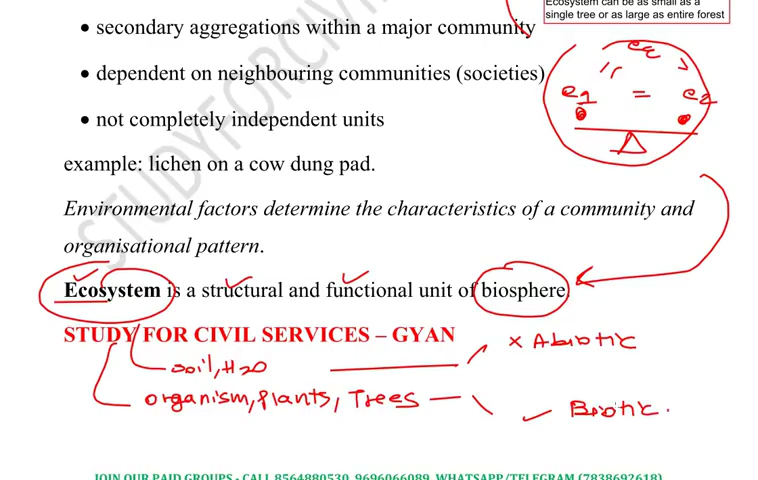 Ecosystem can be as small as a
single tree or as large as entire forest
• secondary aggregations within a major community
• dependent on neighbouring communities (societies)
• not completely independent units
example: lichen on a cow dung pad.
Environmental factors determine the characteristics of a community and
organisational pattern.
Ecosystem is a structural and functional unit of biosphere.
STUDY FOR CIVIL SERVICES – GYAN
× Abiotic
soil, H2O
organism, Plants, Trees
Biotic.
e1 = e2
JOIN OUR PAID GROUPS - CALL 8564880530, 9696066089, WHATSAPP/TELEGRAM (7838692618)
STUDYFORCIVIL